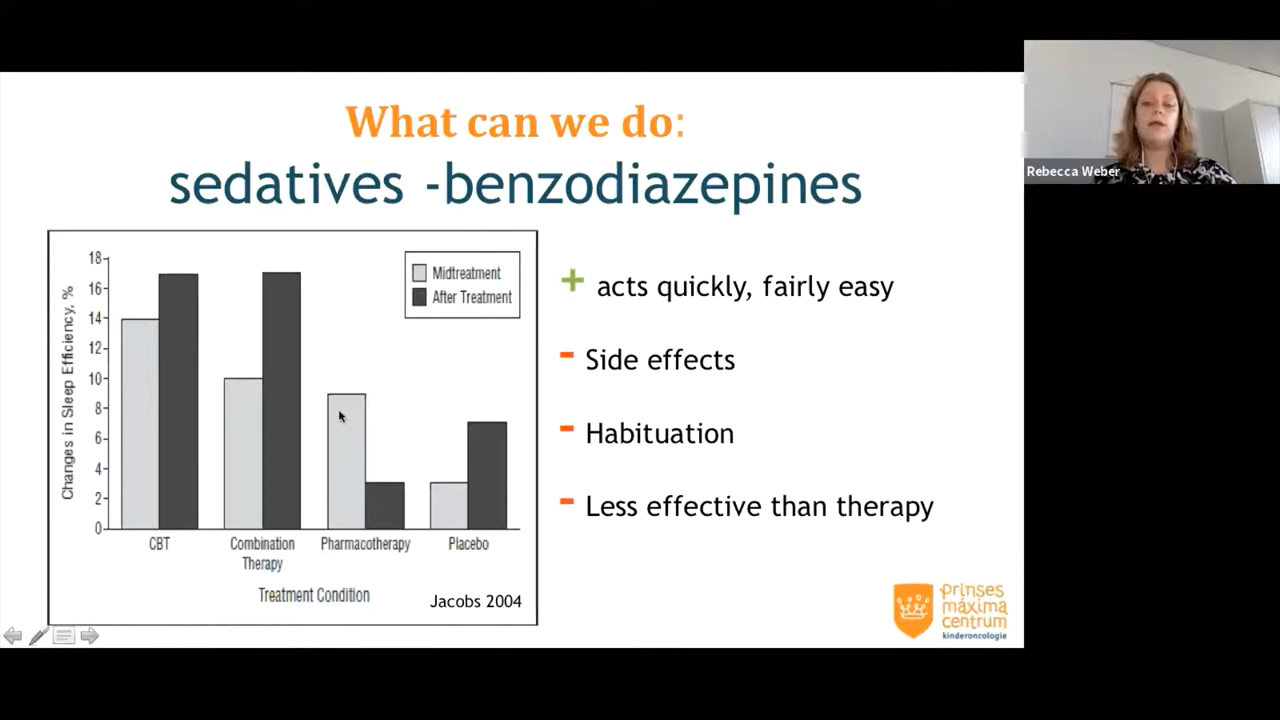 What can we do:
sedatives -benzodiazepines
Rebecca Weber
Changes in Sleep Efficiency, %
18
16
14
12
10
8
6
4
2
0
Midtreatment
After Treatment
CBT
Combination Therapy
Pharmacotherapy
Placebo
Treatment Condition
Jacobs 2004
+ acts quickly, fairly easy
- Side effects
- Habituation
- Less effective than therapy
prinses
máxima
centrum
kinderoncologie